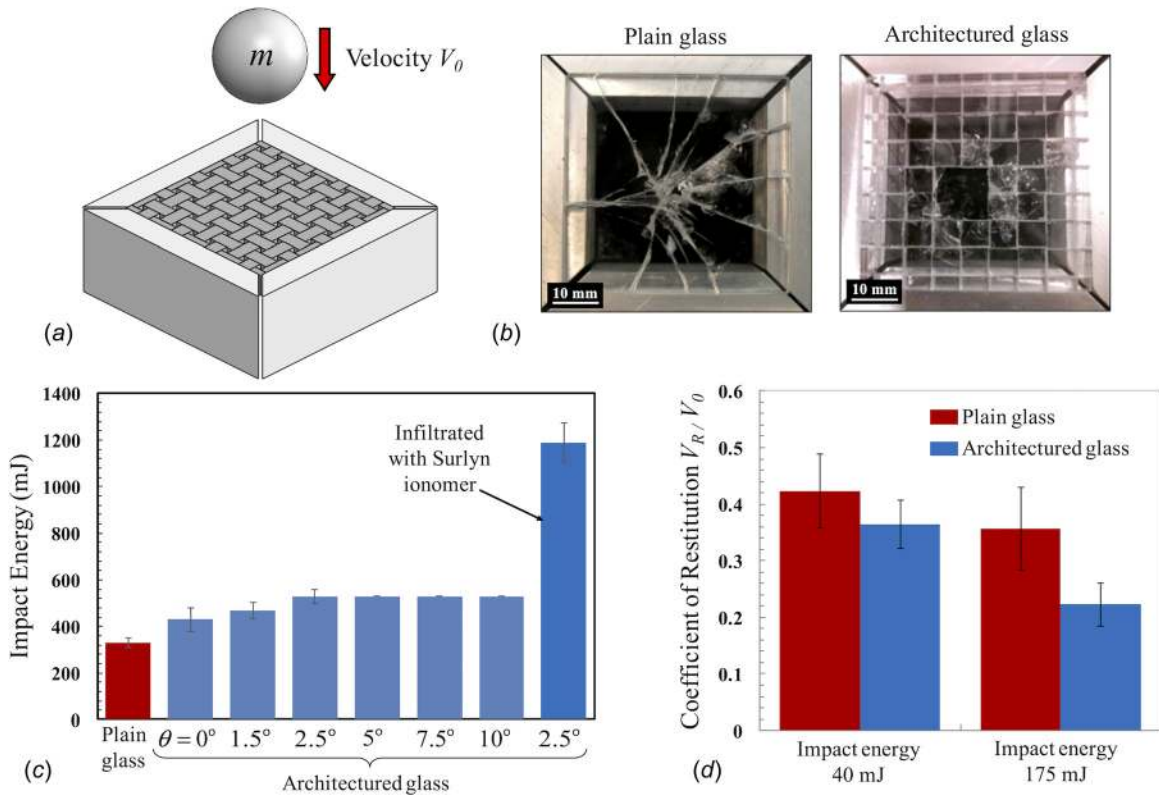 m
Velocity V0
(a)
Plain glass
Architectured glass
10 mm
10 mm
(b)
1400
1200
1000
800
600
400
200
0
Impact Energy (mJ)
Infiltrated
with Surlyn
ionomer
Plain
glass
θ = 0°
1.5°
2.5°
5°
7.5°
10°
2.5°
Architectured glass
(c)
0.6
0.5
0.4
0.3
0.2
0.1
0
Coefficient of Restitution VR / V0
Plain glass
Architectured glass
Impact energy
40 mJ
Impact energy
175 mJ
(d)